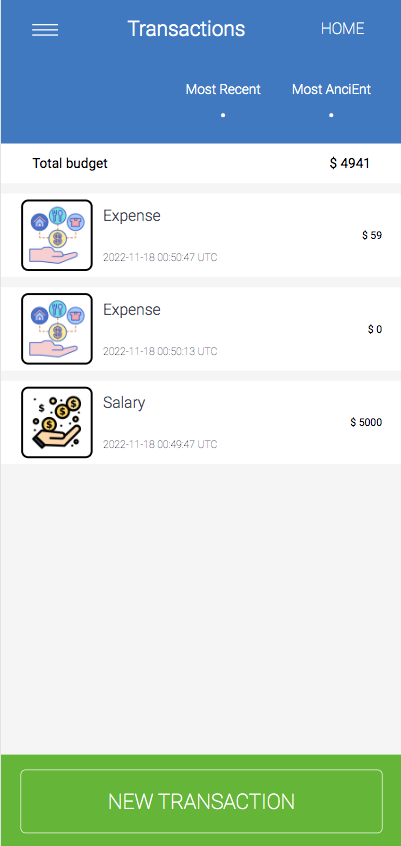 Transactions HOME
Most Recent Most AnciEnt
Total budget $ 4941
Expense
$ 59
2022-11-18 00:50:47 UTC
Expense
$ 0
2022-11-18 00:50:13 UTC
Salary
$ 5000
2022-11-18 00:49:47 UTC
NEW TRANSACTION